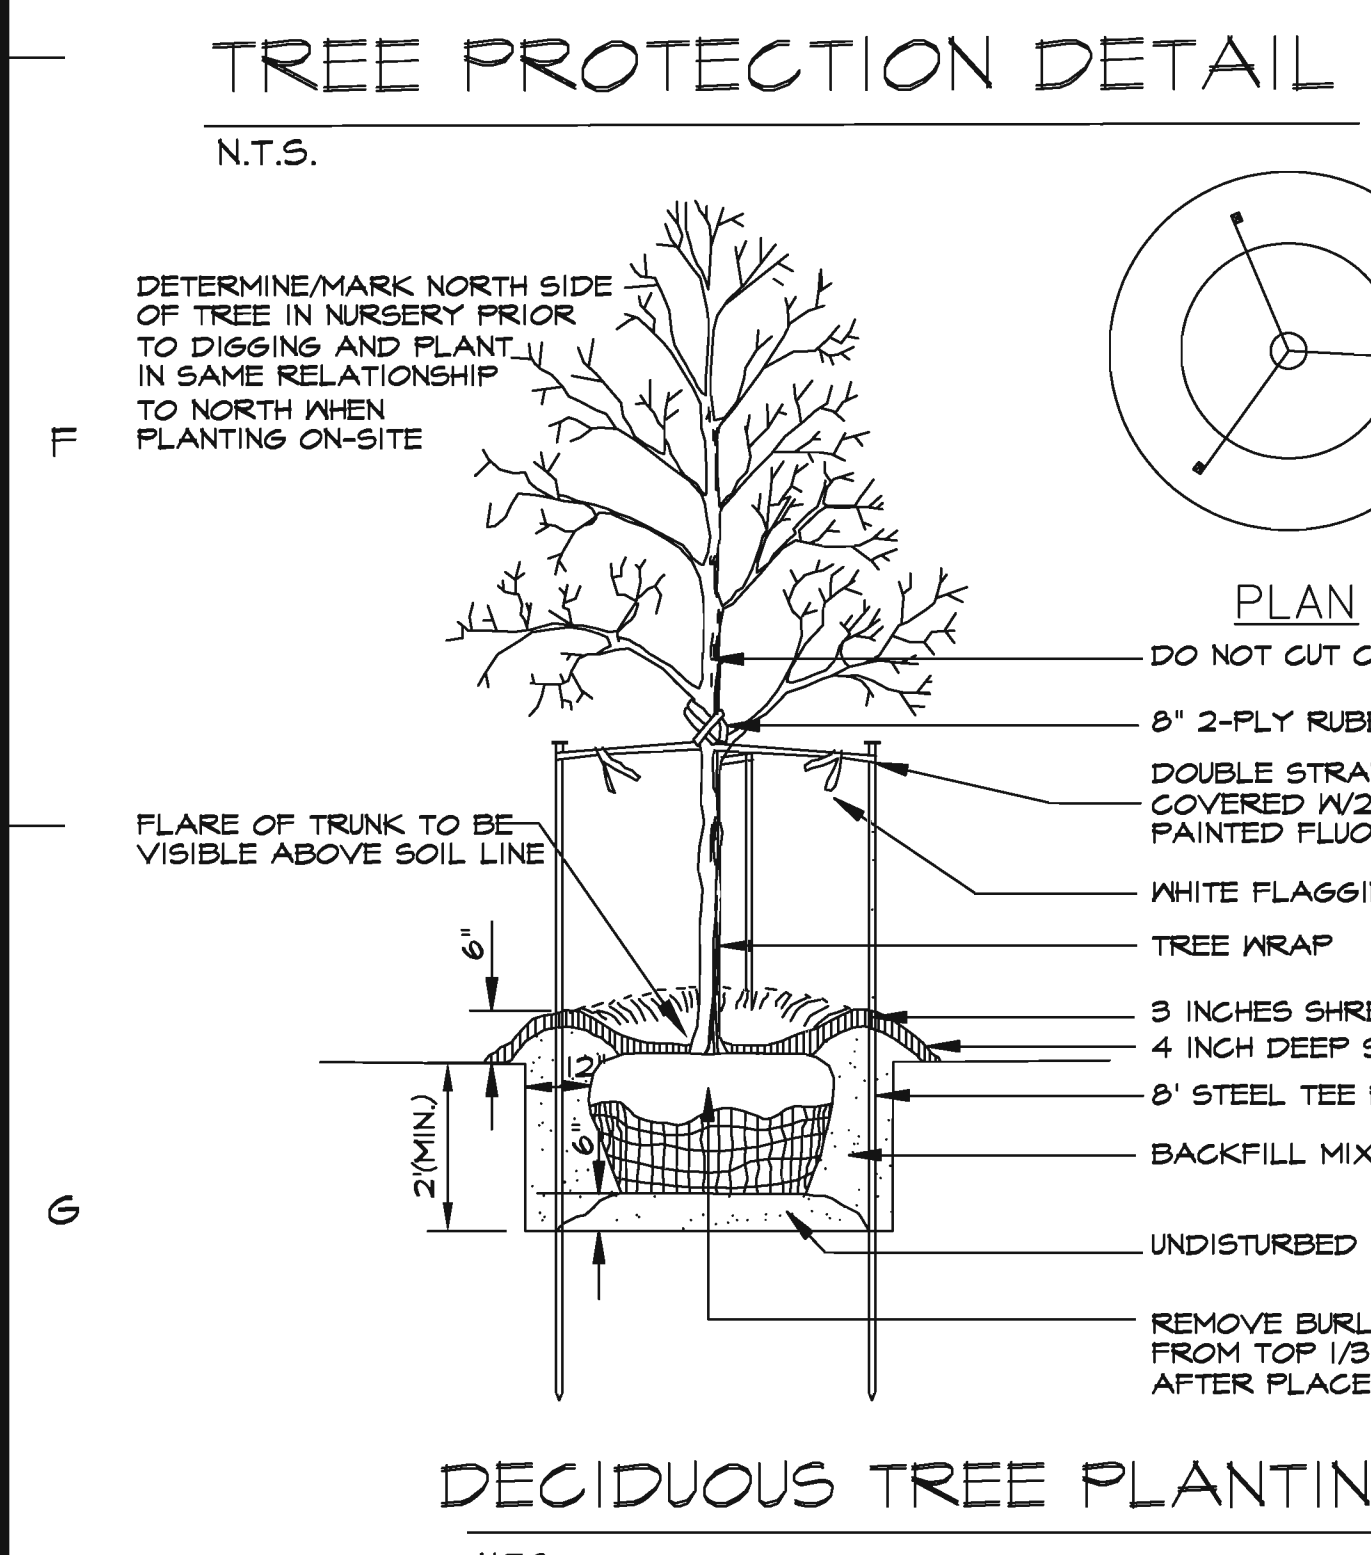 TREE PROTECTION DETAIL
N.T.S.
DETERMINE/MARK NORTH SIDE
OF TREE IN NURSERY PRIOR
TO DIGGING AND PLANT
IN SAME RELATIONSHIP
TO NORTH WHEN
PLANTING ON-SITE
F
PLAN
DO NOT CUT
8" 2-PLY
DOUBLE
COVERED
PAINTED
WHITE
TREE WRAP
FLARE OF TRUNK TO BE
VISIBLE ABOVE SOIL LINE
6"
3 INCHES
4 INCH DEEP
12"
8' STEEL TEE
2'(MIN.)
6"
BACKFILL MIX
G
UNDISTURBED
REMOVE
FROM TOP 1/3
AFTER
DECIDUOUS TREE